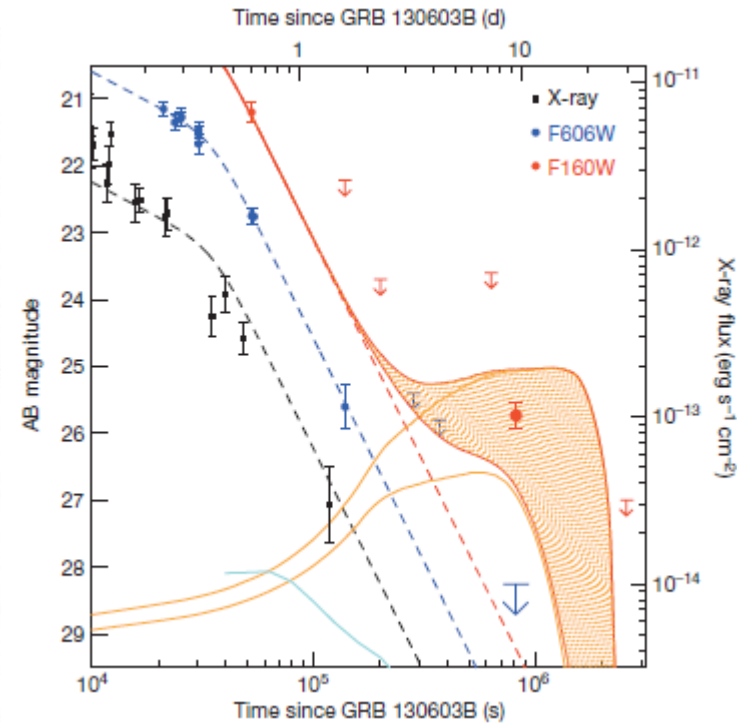 Time since GRB 130603B (d)
1 10
21
22
23
24
25
26
27
28
29
AB magnitude
X-ray
F606W
F160W
10⁻¹¹
10⁻¹²
10⁻¹³
10⁻¹⁴
X-ray flux (erg s⁻¹ cm⁻²)
10⁴ 10⁵ 10⁶
Time since GRB 130603B (s)